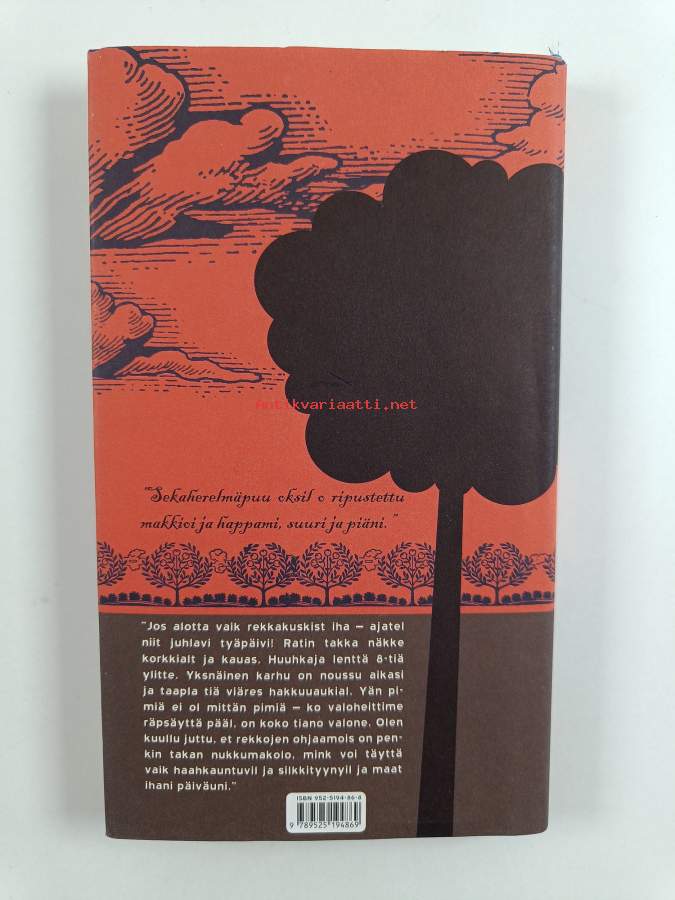 Antikvariaatti.net
"Sekaherelmäpuu oksil o ripustettu
makkioi ja happami, suuri ja piäni."
"Jos alotta vaik rekkakuskist iha – ajatel
niit juhlavi tyäpäivi! Ratin takka näkke
korkkialt ja kauas. Huuhkaja lenttä 8-tiä
ylitte. Yksnäinen karhu on noussu aikasi
ja taapla tiä viäres hakkuuaukial. Yän pi-
miä ei ol mittän pimiä – ko valoheittime
räpsäyttä pääl, on koko tiano valone. Olen
kuullu juttu, et rekkojen ohjaamois on pen-
kin takan nukkumakolo, mink voi täyttä
vaik haahkauntuvil ja silkkityynyil ja maat
ihani päiväuni."
ISBN 952-5194-86-8
9 789525 194869